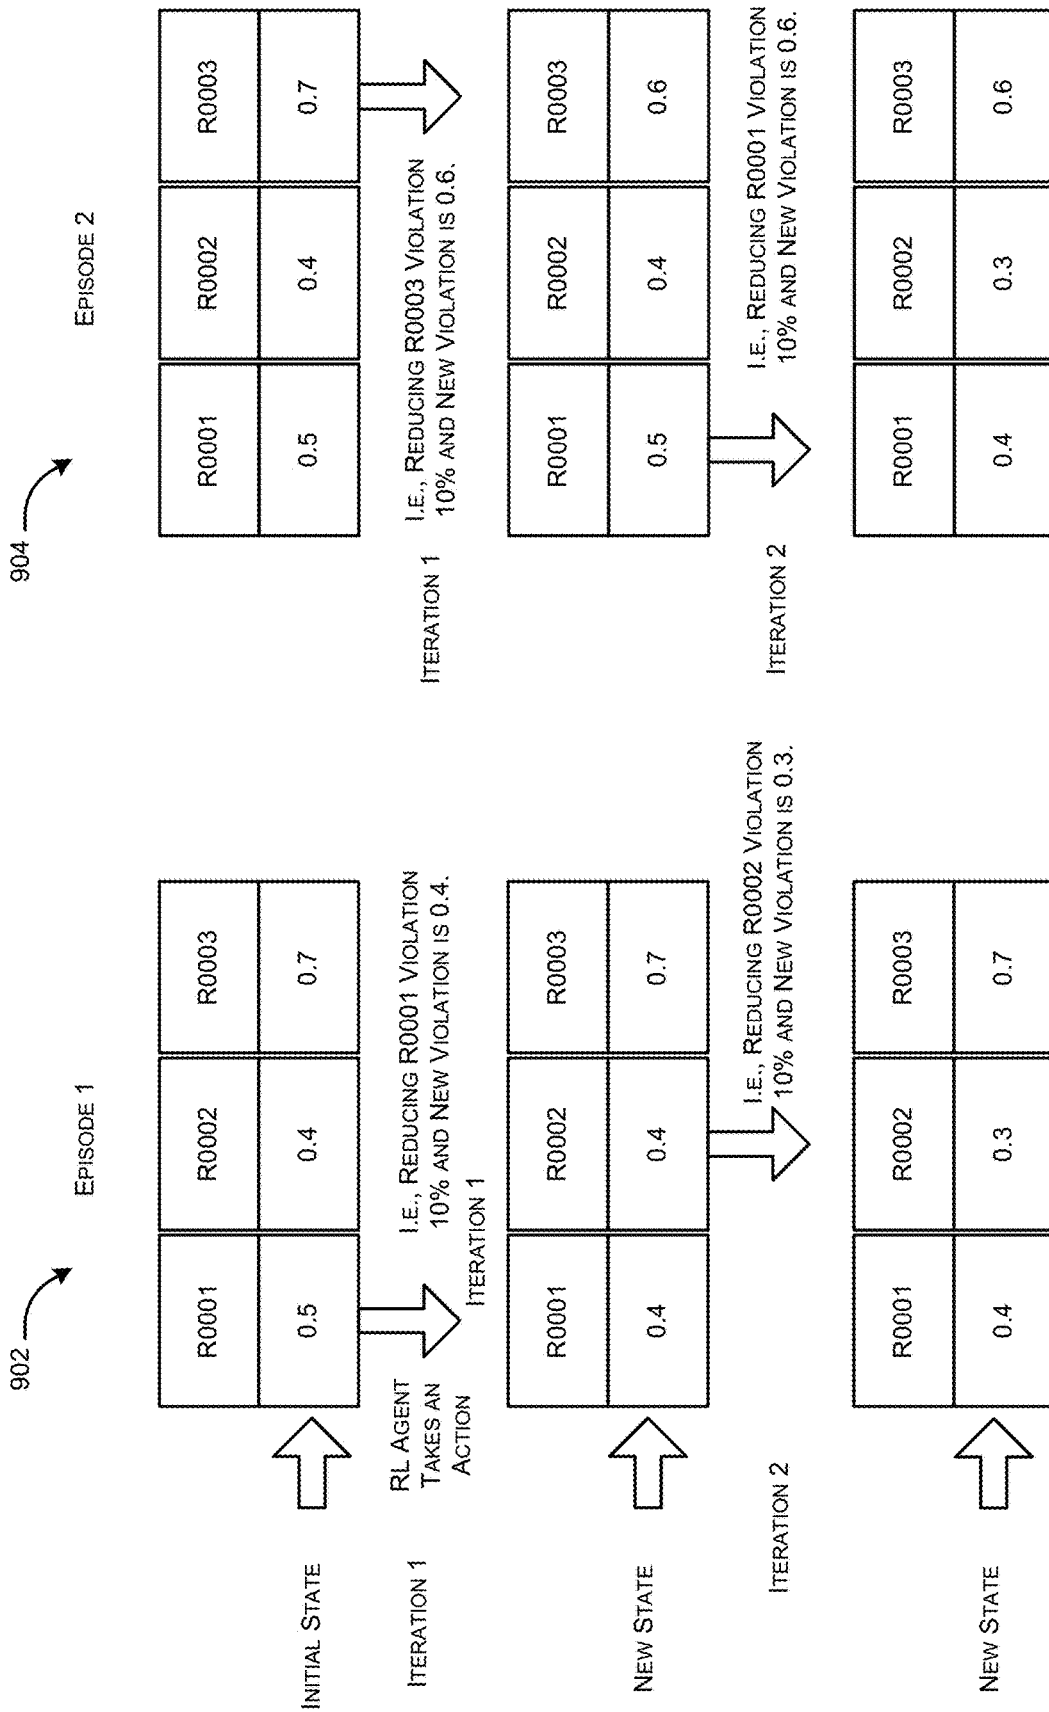 902
EPISODE 1
INITIAL STATE
R0001
R0002
R0003
0.5
0.4
0.7
ITERATION 1
RL AGENT
TAKES AN
ACTION
I.E., REDUCING R0001 VIOLATION
10% AND NEW VIOLATION IS 0.4.
ITERATION 1
NEW STATE
R0001
R0002
R0003
0.4
0.4
0.7
ITERATION 2
I.E., REDUCING R0002 VIOLATION
10% AND NEW VIOLATION IS 0.3.
NEW STATE
R0001
R0002
R0003
0.4
0.3
0.7
904
EPISODE 2
R0001
R0002
R0003
0.5
0.4
0.7
ITERATION 1
I.E., REDUCING R0003 VIOLATION
10% AND NEW VIOLATION IS 0.6.
R0001
R0002
R0003
0.5
0.4
0.6
ITERATION 2
I.E., REDUCING R0001 VIOLATION
10% AND NEW VIOLATION IS 0.6.
R0001
R0002
R0003
0.4
0.3
0.6